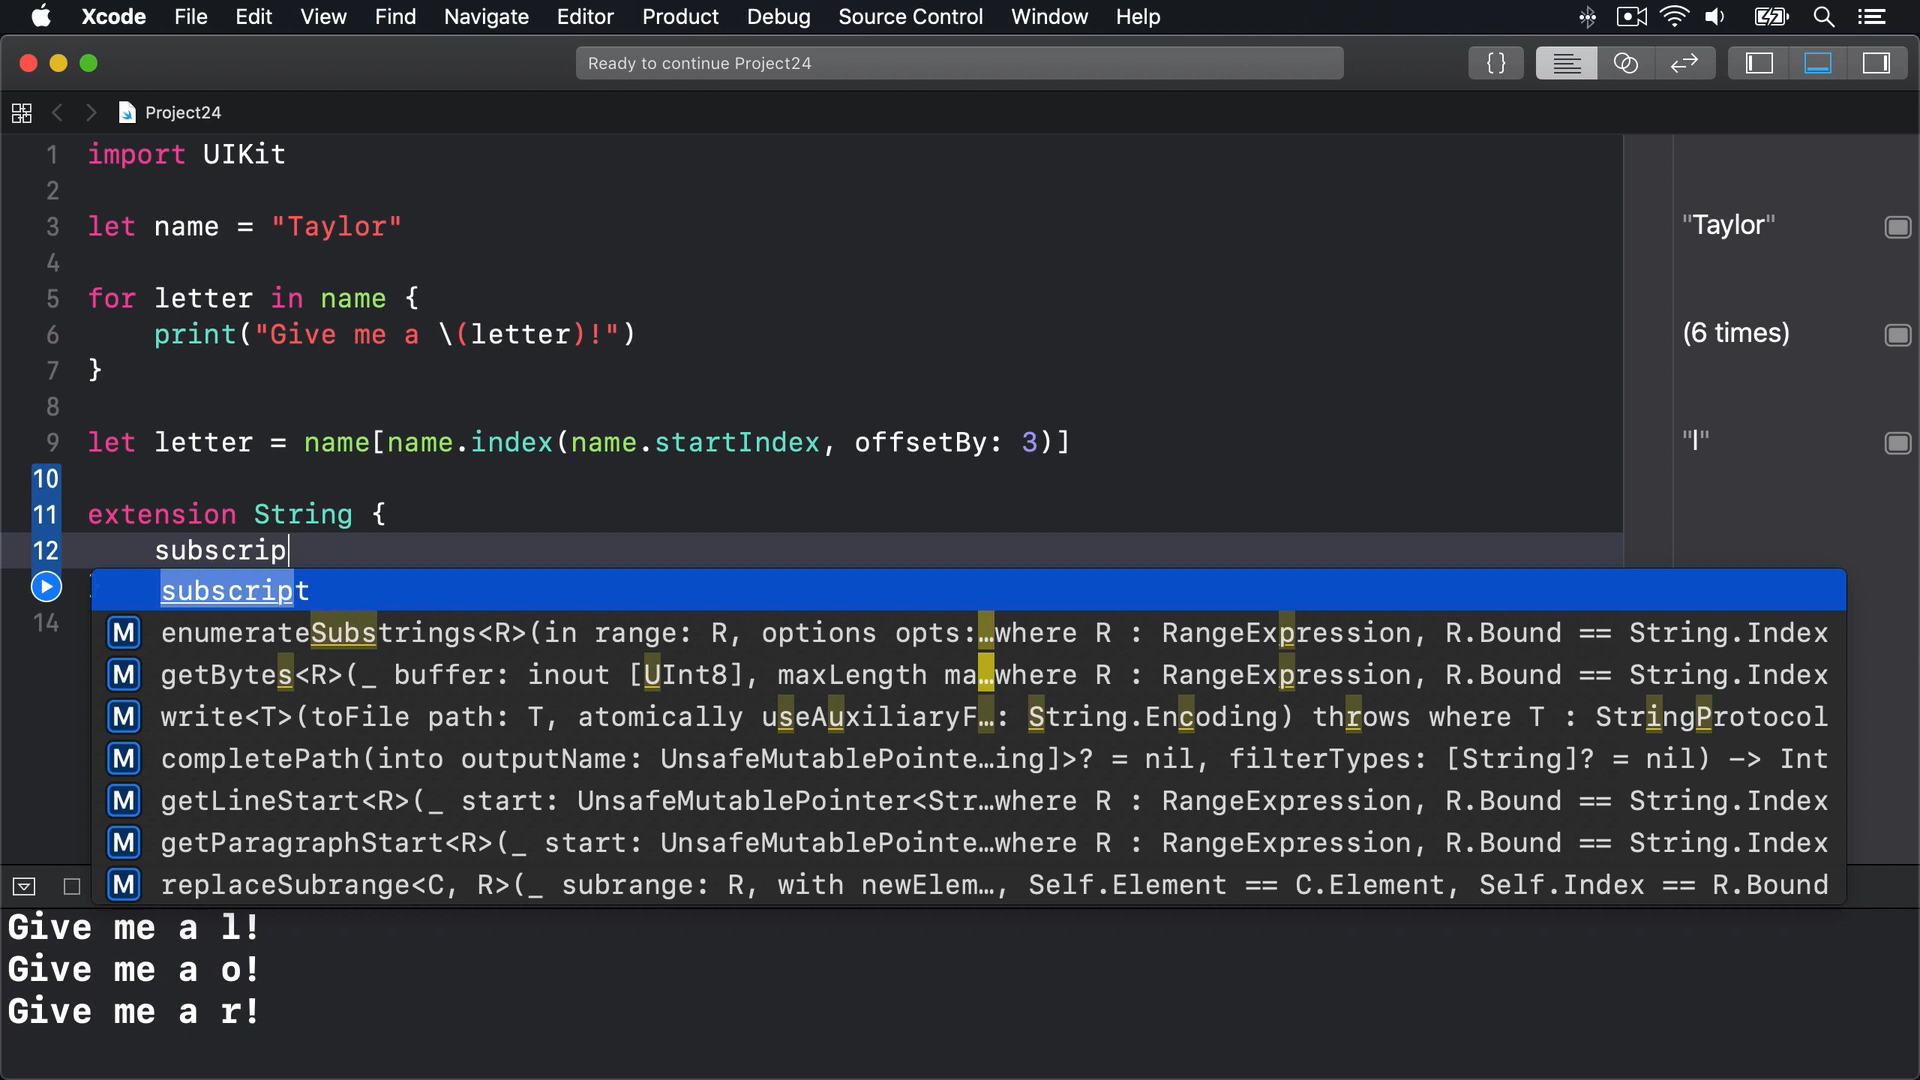 Xcode File Edit View Find Navigate Editor Product Debug Source Control Window Help
Ready to continue Project24
{}
Project24
1 import UIKit
2
3 let name = "Taylor" "Taylor"
4
5 for letter in name {
6 print("Give me a \(letter)!") (6 times)
7 }
8
9 let letter = name[name.index(name.startIndex, offsetBy: 3)] "l"
10
11 extension String {
12 subscrip
subscript
M enumerateSubstrings<R>(in range: R, options opts:…where R : RangeExpression, R.Bound == String.Index
M getBytes<R>(_ buffer: inout [UInt8], maxLength ma…where R : RangeExpression, R.Bound == String.Index
M write<T>(toFile path: T, atomically useAuxiliaryF…: String.Encoding) throws where T : StringProtocol
M completePath(into outputName: UnsafeMutablePointe…ing]>? = nil, filterTypes: [String]? = nil) -> Int
M getLineStart<R>(_ start: UnsafeMutablePointer<Str…where R : RangeExpression, R.Bound == String.Index
M getParagraphStart<R>(_ start: UnsafeMutablePointe…where R : RangeExpression, R.Bound == String.Index
M replaceSubrange<C, R>(_ subrange: R, with newElem…, Self.Element == C.Element, Self.Index == R.Bound
14
Give me a l!
Give me a o!
Give me a r!